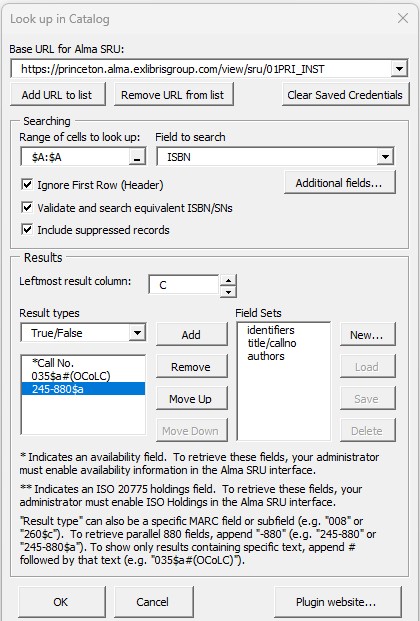 Look up in Catalog
Base URL for Alma SRU:
https://princeton.alma.exlibrisgroup.com/view/sru/01PRI_INST
Add URL to list
Remove URL from list
Clear Saved Credentials
Searching
Range of cells to look up:
Field to search
$A:$A
ISBN
Ignore First Row (Header)
Additional fields...
Validate and search equivalent ISBN/SNs
Include suppressed records
Results
Leftmost result column:
C
Result types
Field Sets
True/False
Add
identifiers
title/callno
authors
New...
*Call No.
035$a#(OCoLC)
245-880$a
Remove
Load
Move Up
Save
Move Down
Delete
* Indicates an availability field. To retrieve these fields, your administrator
must enable availability information in the Alma SRU interface.
** Indicates an ISO 20775 holdings field. To retrieve these fields, your
administrator must enable ISO Holdings in the Alma SRU interface.
"Result type" can also be a specific MARC field or subfield (e.g. "008" or
"260$c"). To retrieve parallel 880 fields, append "-880" (e.g. "245-880" or
"245-880$a"). To show only results containing specific text, append #
followed by that text (e.g. "035$a#(OCoLC)").
OK
Cancel
Plugin website...